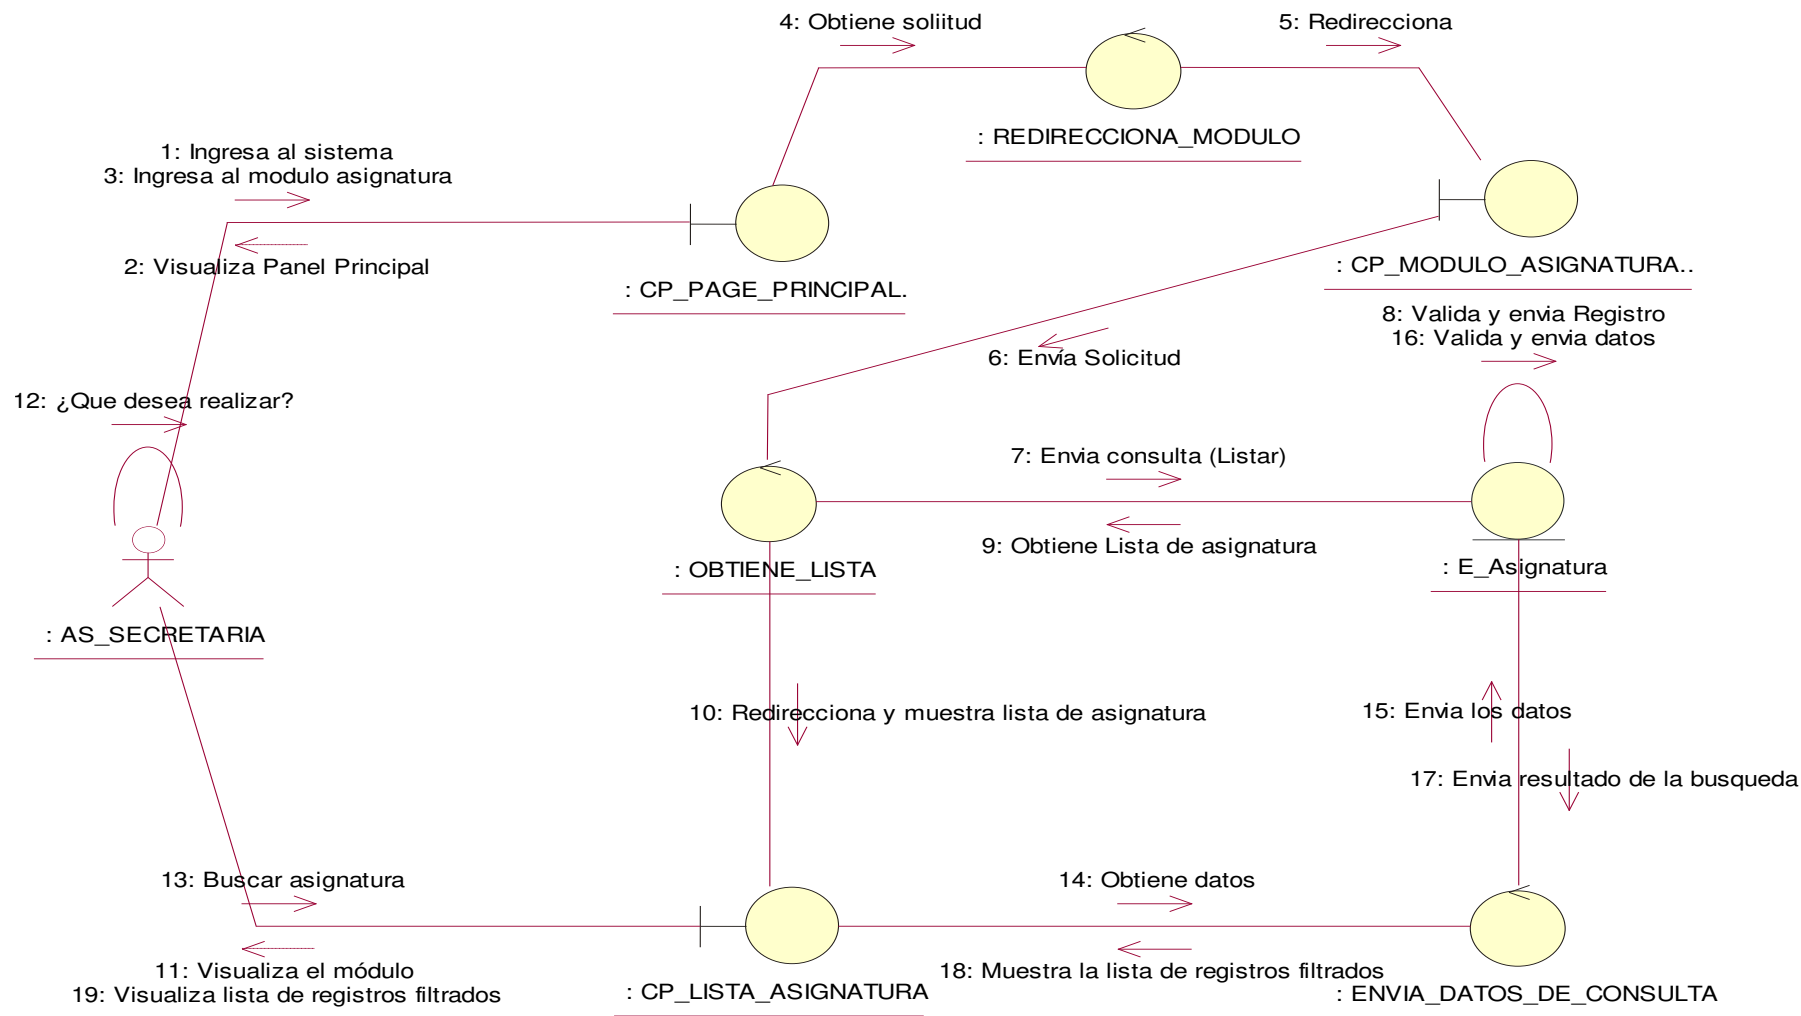 4: Obtiene soliitud
5: Redirecciona
: REDIRECCIONA_MODULO
1: Ingresa al sistema
3: Ingresa al modulo asignatura
2: Visualiza Panel Principal
: CP_PAGE_PRINCIPAL.
: CP_MODULO_ASIGNATURA..
8: Valida y envia Registro
16: Valida y envia datos
6: Envía Solicitud
12: ¿Que desea realizar?
7: Envia consulta (Listar)
9: Obtiene Lista de asignatura
: OBTIENE_LISTA
: E_Asignatura
: AS_SECRETARIA
10: Redirecciona y muestra lista de asignatura
15: Envia los datos
17: Envia resultado de la busqueda
13: Buscar asignatura
14: Obtiene datos
11: Visualiza el módulo
19: Visualiza lista de registros filtrados
18: Muestra la lista de registros filtrados
: CP_LISTA_ASIGNATURA
: ENVIA_DATOS_DE_CONSULTA